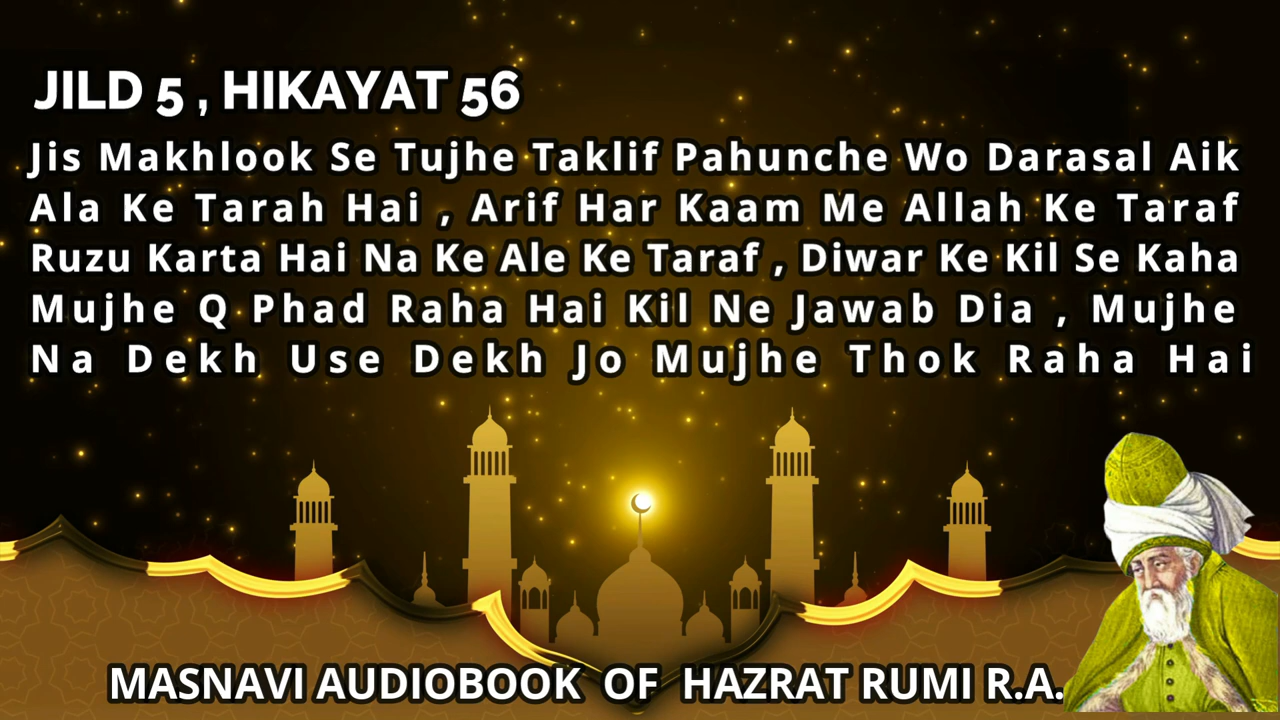 JILD 5 , HIKAYAT 56
Jis Makhlook Se Tujhe Taklif Pahunche Wo Darasal Aik
Ala Ke Tarah Hai , Arif Har Kaam Me Allah Ke Taraf
Ruzu Karta Hai Na Ke Ale Ke Taraf , Diwar Ke Kil Se Kaha
Mujhe Q Phad Raha Hai Kil Ne Jawab Dia , Mujhe
Na Dekh Use Dekh Jo Mujhe Thok Raha Hai
MASNAVI AUDIOBOOK OF HAZRAT RUMI R.A.